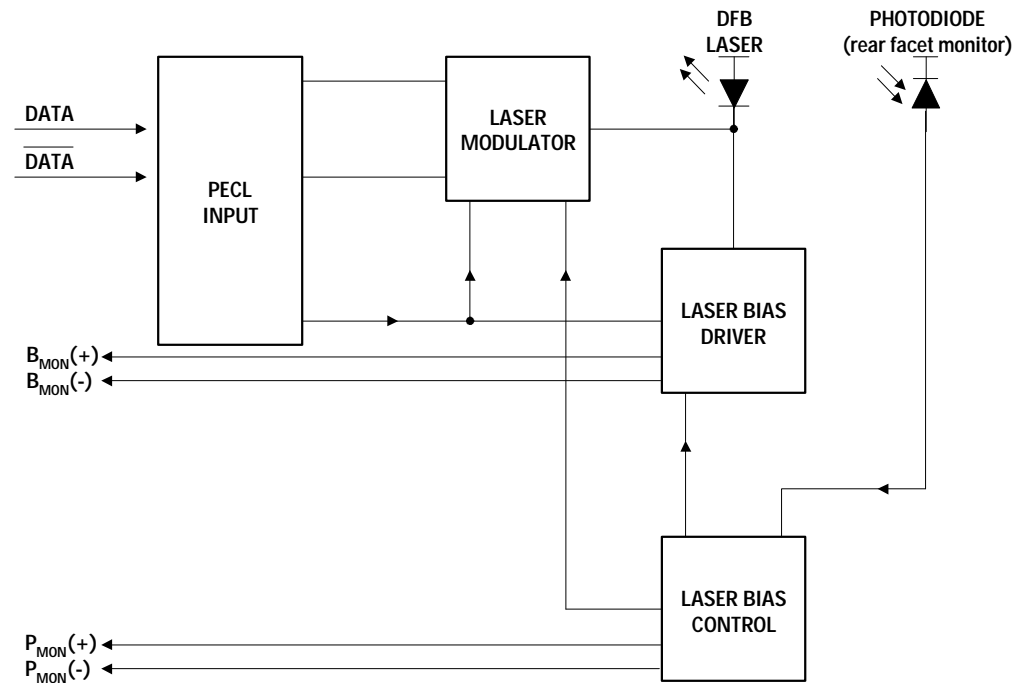 DFB
LASER
PHOTODIODE
(rear facet monitor)
DATA
DATA
PECL
INPUT
LASER
MODULATOR
LASER BIAS
DRIVER
BMON(+)
BMON(-)
LASER BIAS
CONTROL
PMON(+)
PMON(-)